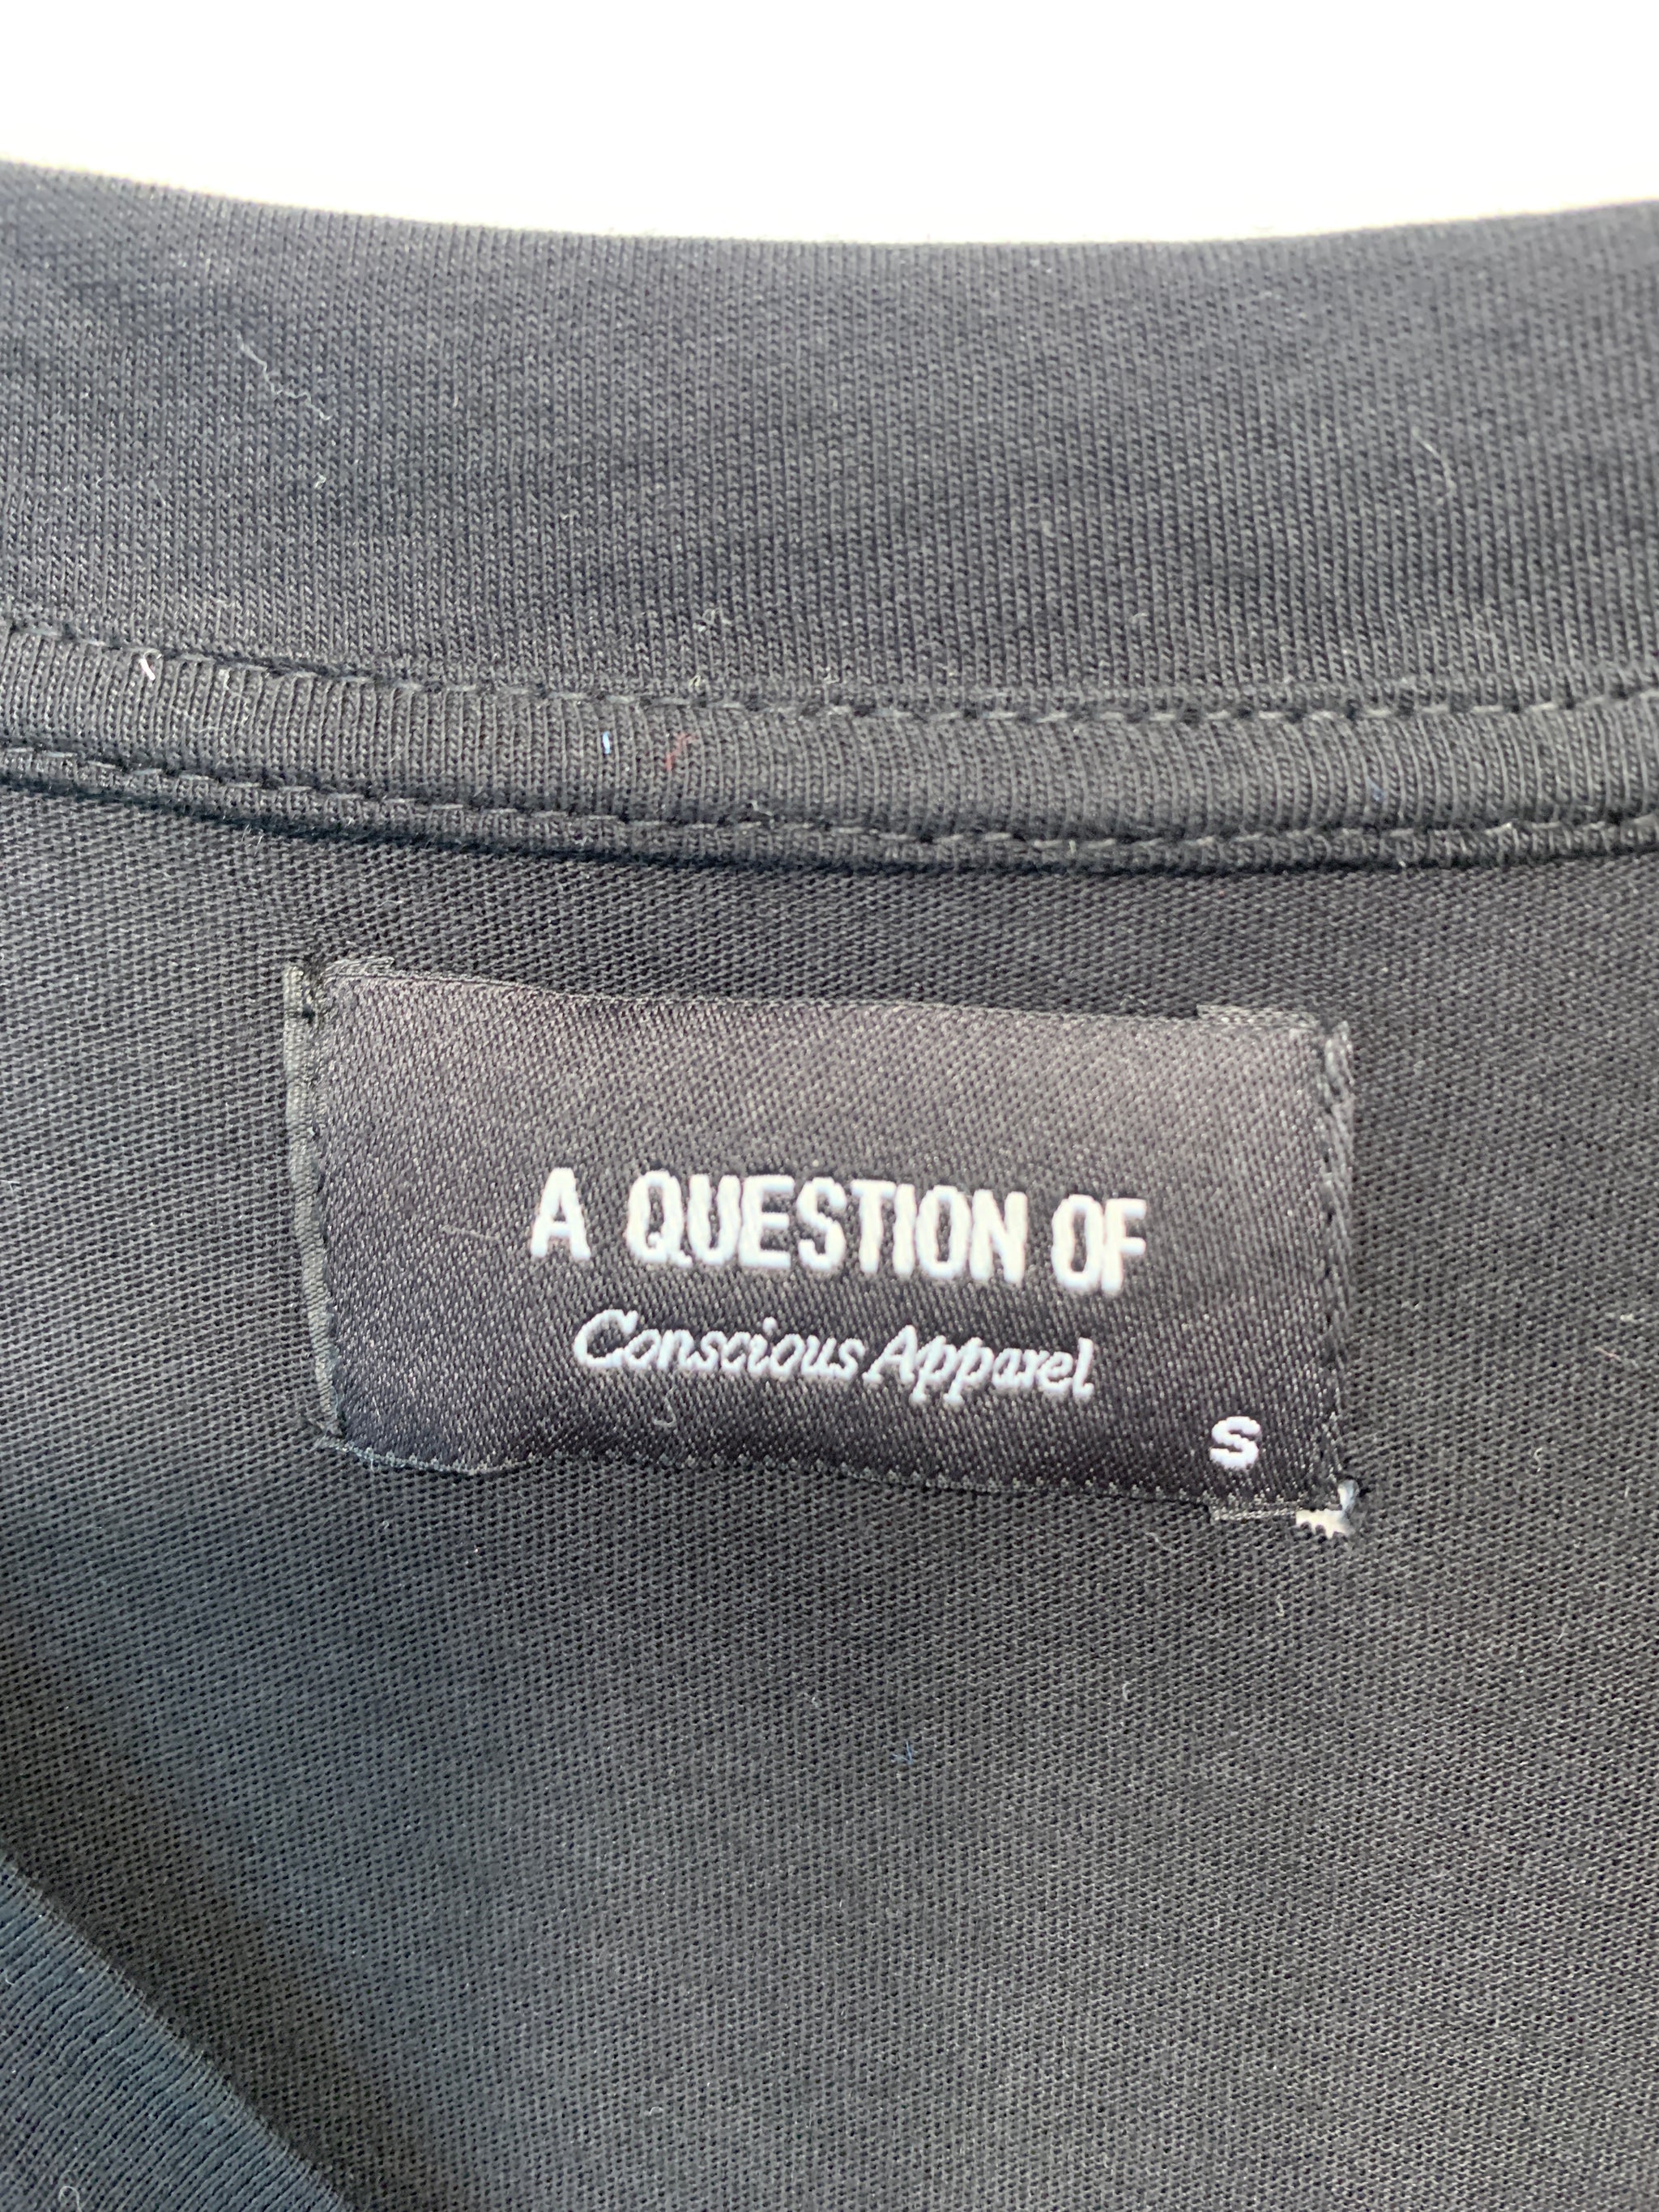 A QUESTION OF
Conscious Apparel
S